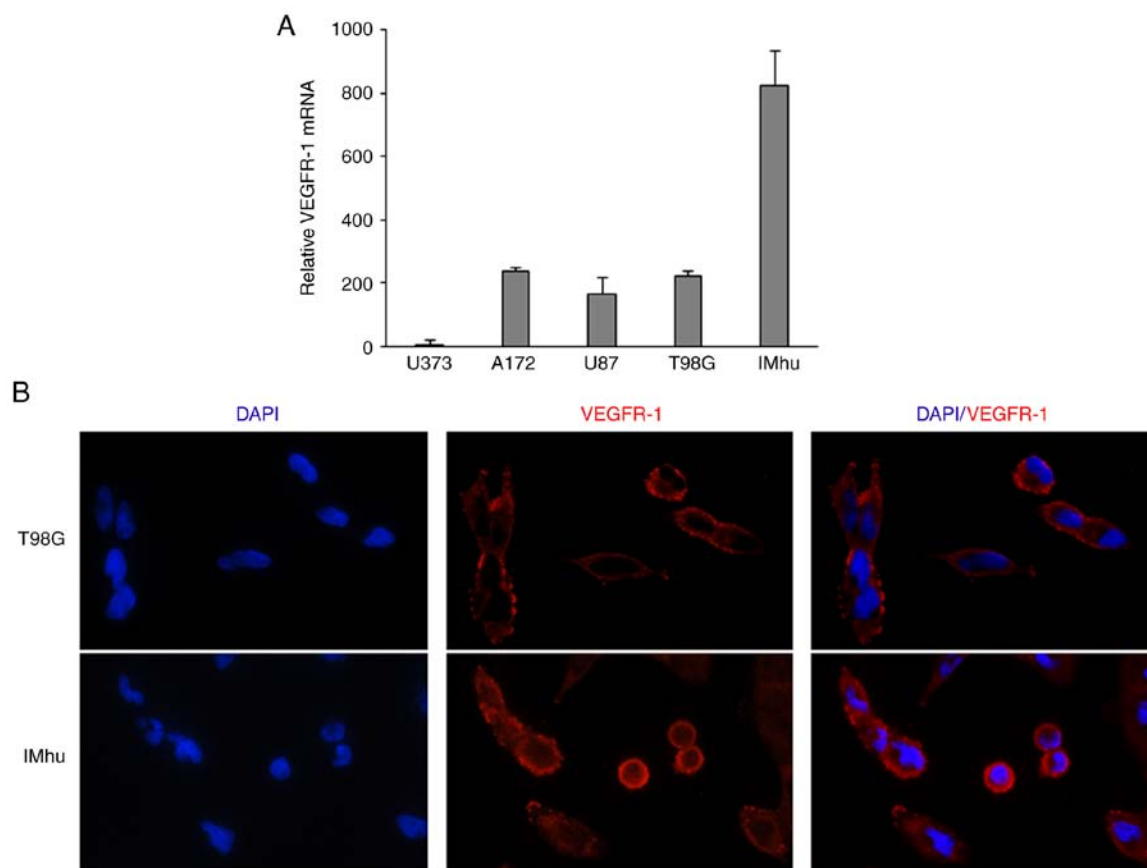 A
Relative VEGFR-1 mRNA
1000
800
600
400
200
0
U373 A172 U87 T98G IMhu
B
DAPI VEGFR-1 DAPI/VEGFR-1
T98G
IMhu